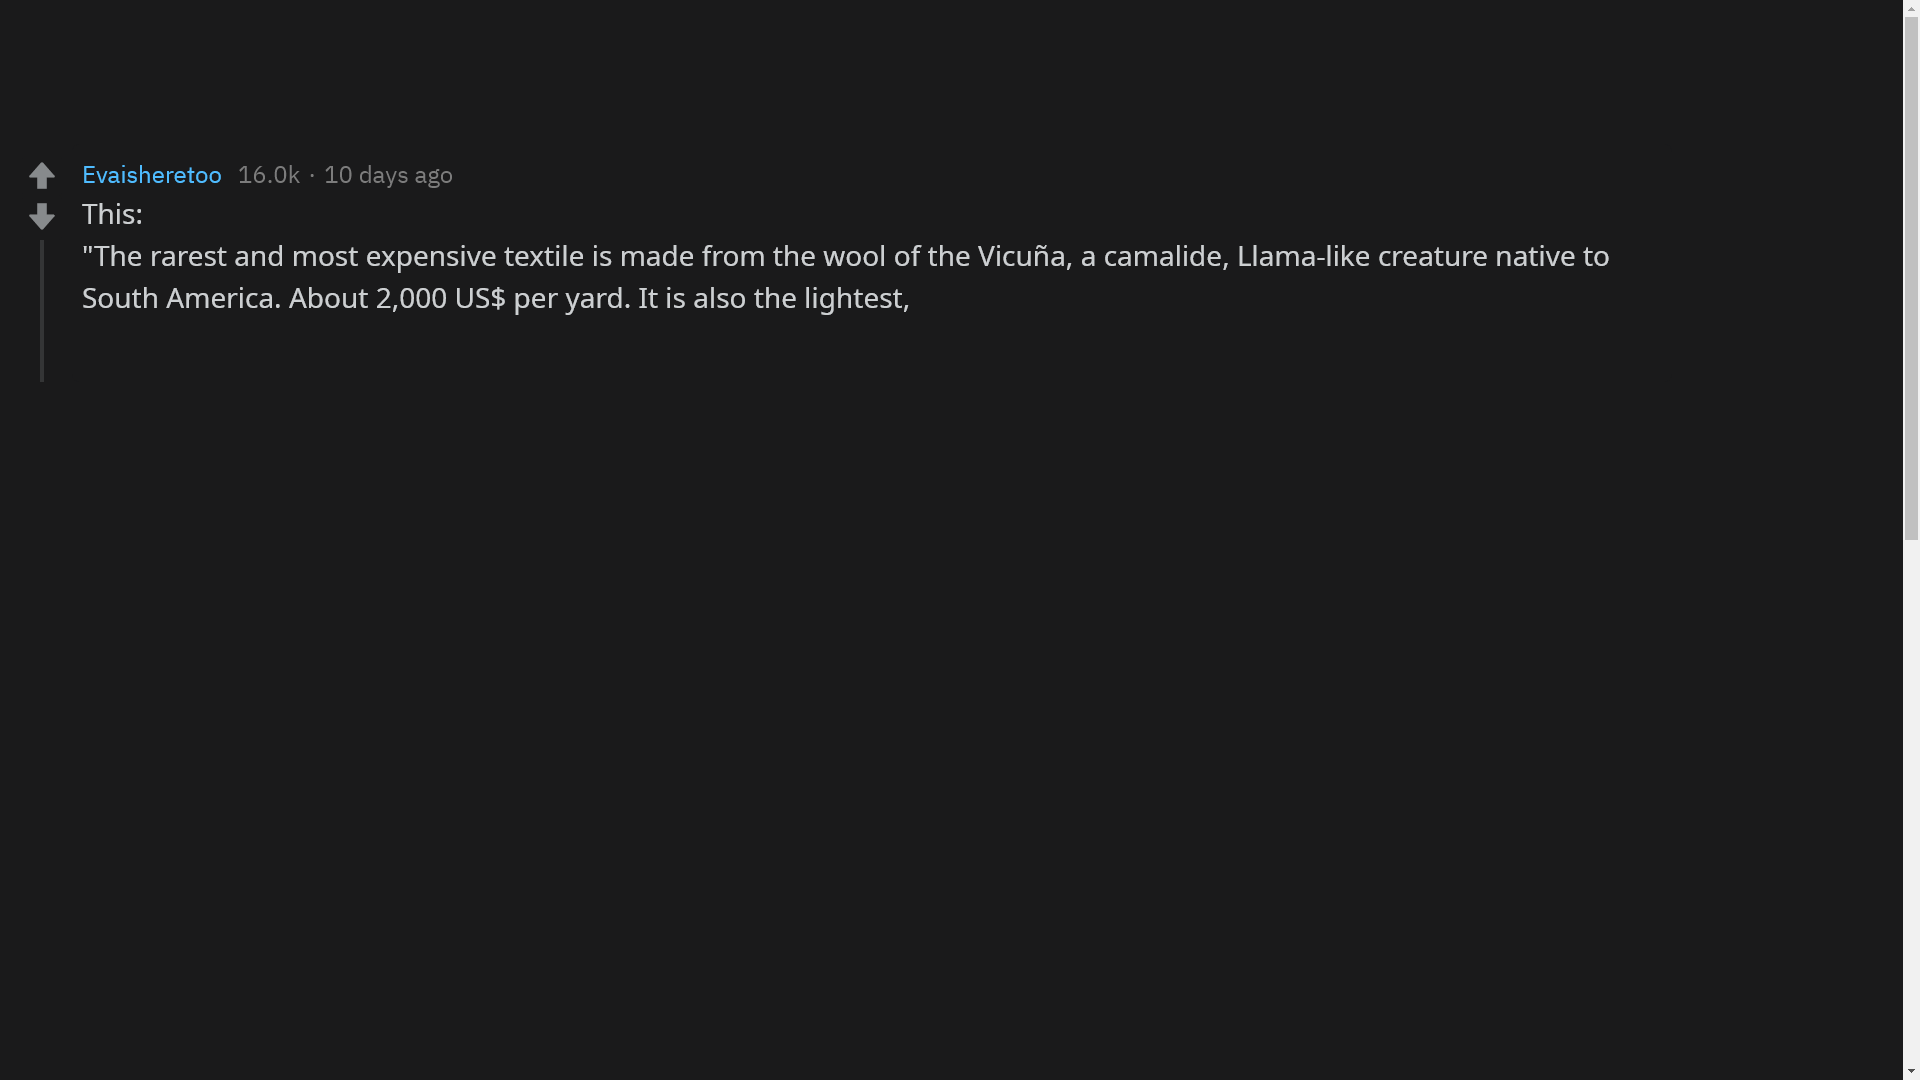 Evaisheretoo 16.0k · 10 days ago
This:
"The rarest and most expensive textile is made from the wool of the Vicuña, a camalide, Llama-like creature native to
South America. About 2,000 US$ per yard. It is also the lightest,